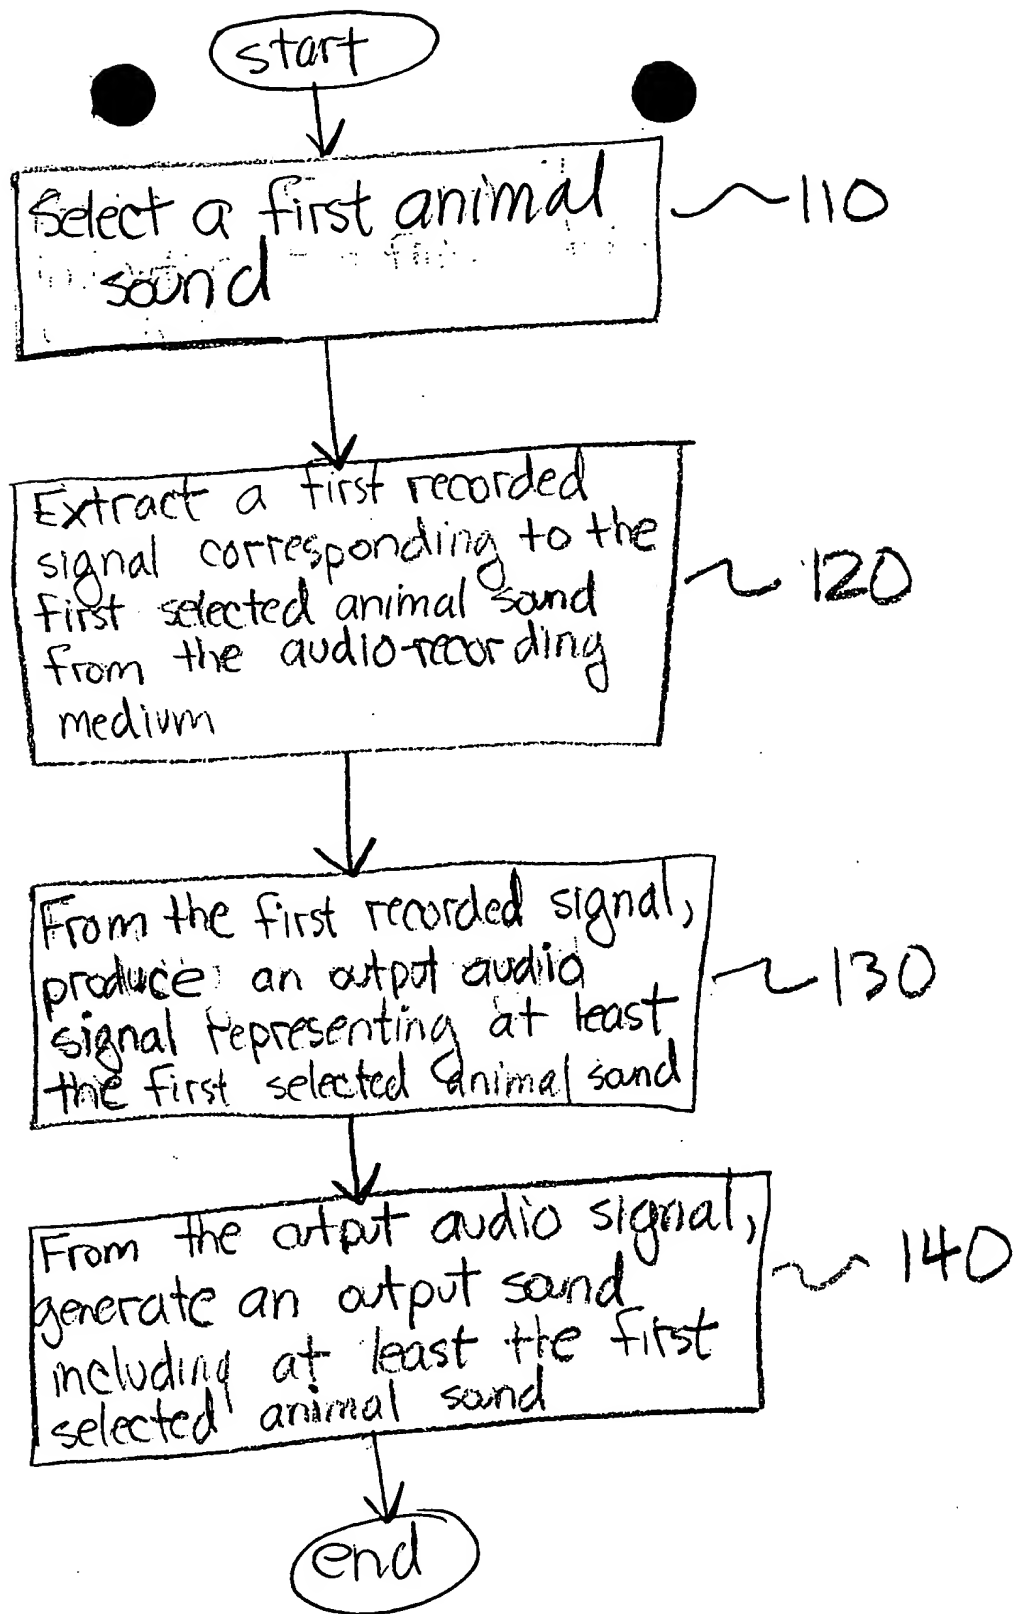 start
Select a first animal
sound
110
Extract a first recorded
signal corresponding to the
first selected animal sound
from the audio-recording
medium
120
From the first recorded signal,
produce an output audio
signal representing at least
the first selected animal sound
130
From the output audio signal,
generate an output sound
including at least the first
selected animal sound
140
end